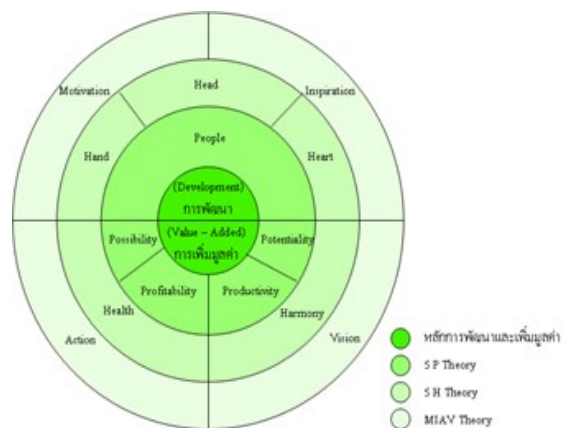 Head
Motivation
Inspiration
People
Hand
Heart
(Development)
การพัฒนา
(Value - Added)
การเพิ่มมูลค่า
Possibility
Potentiality
Profitability
Productivity
Health
Harmony
Action
Vision
หลักการพัฒนาและเพิ่มมูลค่า
5 P Theory
5 H Theory
MIAV Theory